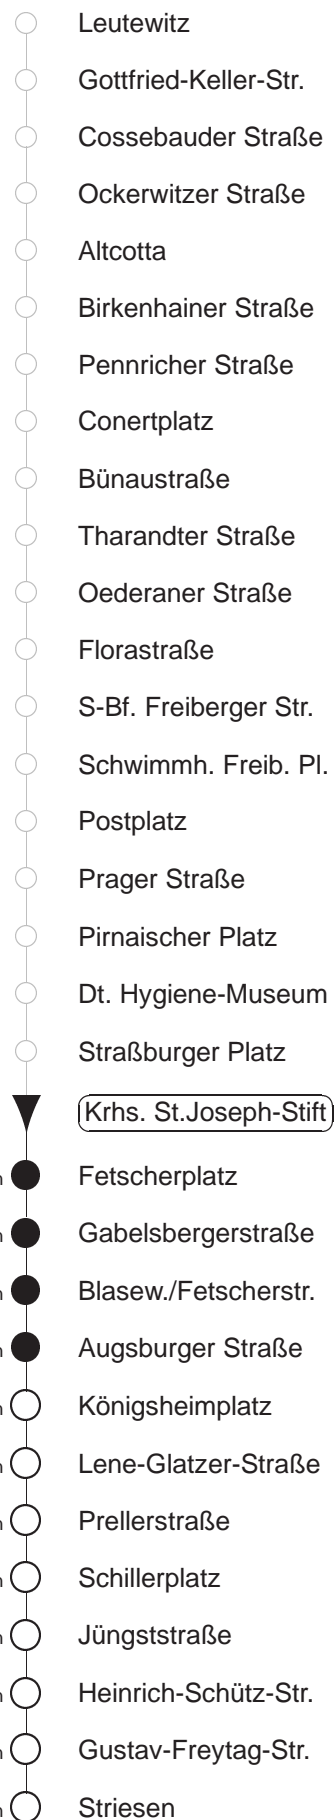 Leutewitz
Gottfried-Keller-Str.
Cossebauder Straße
Ockerwitzer Straße
Altcotta
Birkenhainer Straße
Pennricher Straße
Conertplatz
Bünaustraße
Tharandter Straße
Oederaner Straße
Florastraße
S-Bf. Freiberger Str.
Schwimmh. Freib. Pl.
Postplatz
Prager Straße
Pirnaischer Platz
Dt. Hygiene-Museum
Straßburger Platz
Krhs. St.Joseph-Stift
Fetscherplatz
Gabelsbergerstraße
Blasew./Fetscherstr.
Augsburger Straße
Königsheimplatz
Lene-Glatzer-Straße
Prellerstraße
Schillerplatz
Jüngststraße
Heinrich-Schütz-Str.
Gustav-Freytag-Str.
Striesen